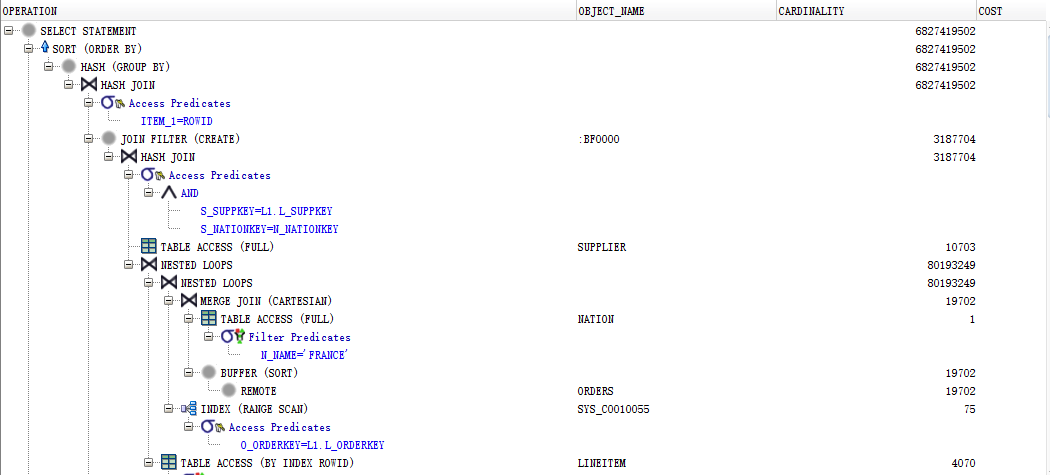 OPERATION OBJECT_NAME CARDINALITY COST
SELECT STATEMENT 6827419502
SORT (ORDER BY) 6827419502
HASH (GROUP BY) 6827419502
HASH JOIN 6827419502
Access Predicates
ITEM_1=ROWID
JOIN FILTER (CREATE) :BF0000 3187704
HASH JOIN 3187704
Access Predicates
AND
S_SUPPKEY=L1.L_SUPPKEY
S_NATIONKEY=N_NATIONKEY
TABLE ACCESS (FULL) SUPPLIER 10703
NESTED LOOPS 80193249
NESTED LOOPS 80193249
MERGE JOIN (CARTESIAN) 19702
TABLE ACCESS (FULL) NATION 1
Filter Predicates
N_NAME='FRANCE'
BUFFER (SORT) 19702
REMOTE ORDERS 19702
INDEX (RANGE SCAN) SYS_C0010055 75
Access Predicates
O_ORDERKEY=L1.L_ORDERKEY
TABLE ACCESS (BY INDEX ROWID) LINEITEM 4070